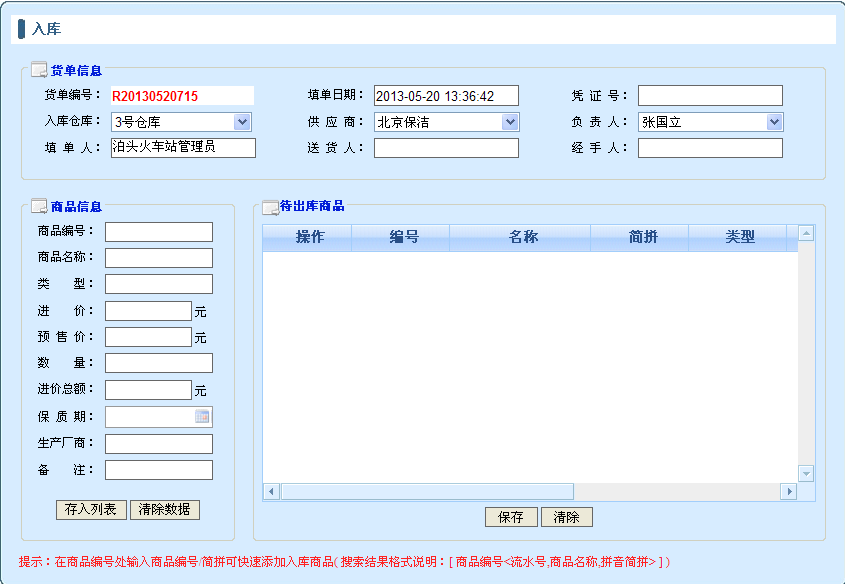 入库
货单信息
货单编号： R20130520715 填单日期： 2013-05-20 13:36:42 凭 证 号：
入库仓库： 3号仓库 供 应 商： 北京保洁 负 责 人： 张国立
填 单 人： 泊头火车站管理员 送 货 人： 经 手 人：
商品信息
商品编号：
商品名称：
类 型：
进 价： 元
预 售 价： 元
数 量：
进价总额： 元
保 质 期：
生产厂商：
备 注：
存入列表 清除数据
待出库商品
操作 编号 名称 简拼 类型
保存 清除
提示：在商品编号处输入商品编号/简拼可快速添加入库商品( 搜索结果格式说明：[ 商品编号<流水号,商品名称,拼音简拼> ] )